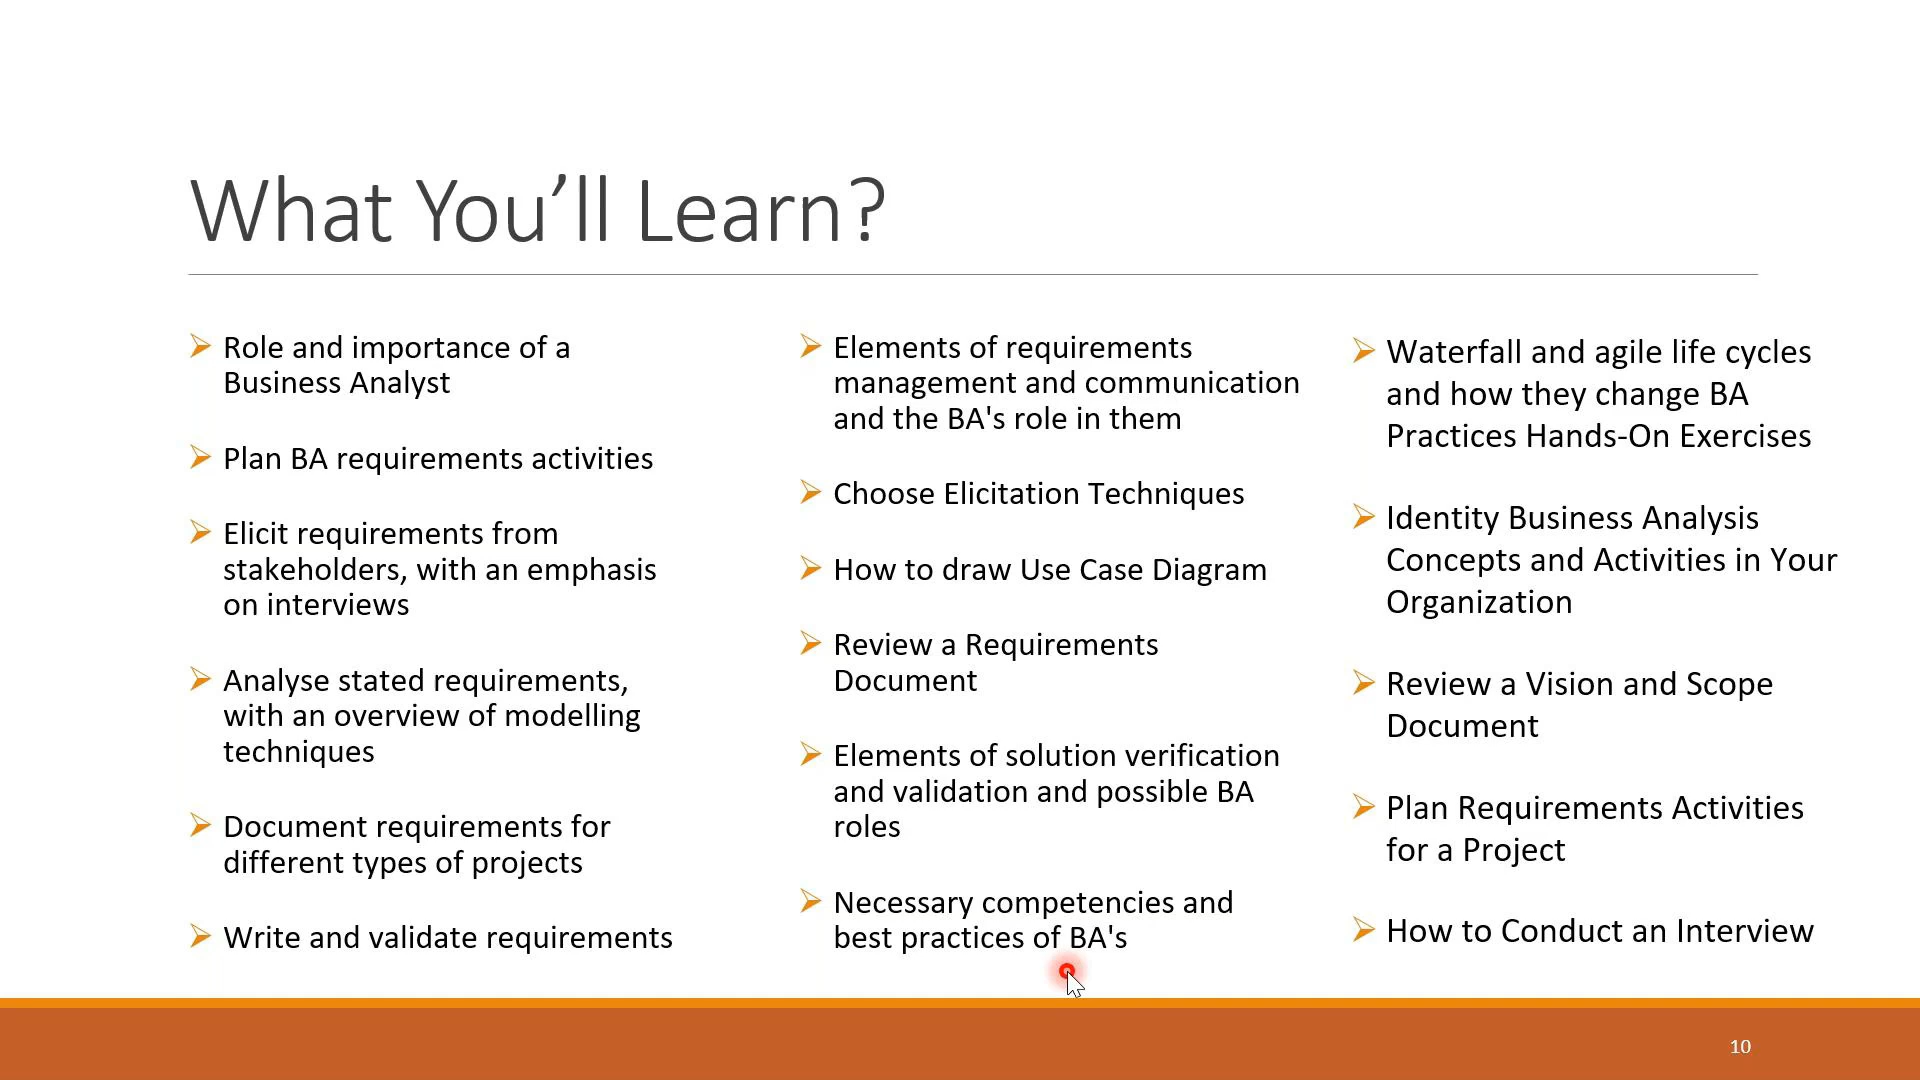 What You’ll Learn?
Role and importance of a
Business Analyst
Plan BA requirements activities
Elicit requirements from
stakeholders, with an emphasis
on interviews
Analyse stated requirements,
with an overview of modelling
techniques
Document requirements for
different types of projects
Write and validate requirements
Elements of requirements
management and communication
and the BA's role in them
Choose Elicitation Techniques
How to draw Use Case Diagram
Review a Requirements
Document
Elements of solution verification
and validation and possible BA
roles
Necessary competencies and
best practices of BA's
Waterfall and agile life cycles
and how they change BA
Practices Hands-On Exercises
Identity Business Analysis
Concepts and Activities in Your
Organization
Review a Vision and Scope
Document
Plan Requirements Activities
for a Project
How to Conduct an Interview
10